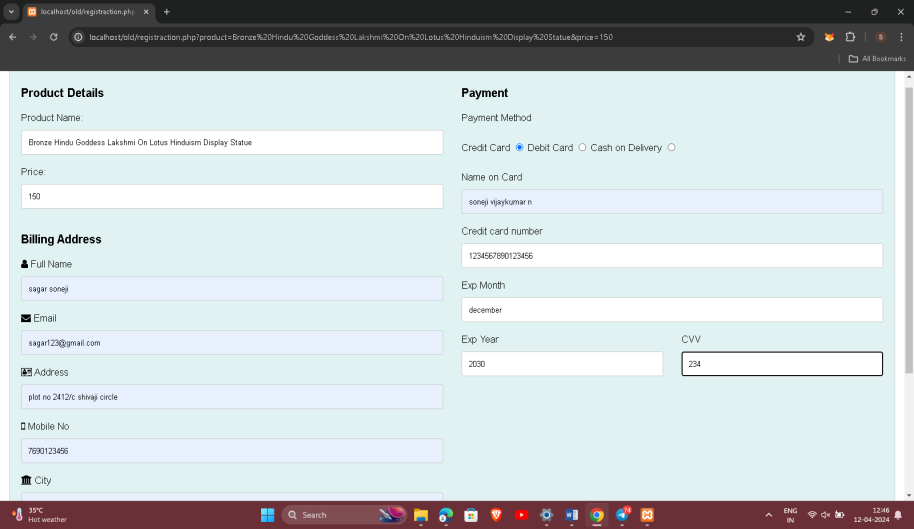 localhost/old/registraction.php
localhost/old/registraction.php?product=Bronze%20Hindu%20Goddess%20Lakshmi%20On%20Lotus%20Hinduism%20Display%20Statue&price=150
S
All Bookmarks
Product Details
Product Name:
Bronze Hindu Goddess Lakshmi On Lotus Hinduism Display Statue
Price:
150
Billing Address
Full Name
sagar soneji
Email
sagar123@gmail.com
Address
plot no 2412/c shivaji circle
Mobile No
7690123456
City
Payment
Payment Method
Credit Card Debit Card Cash on Delivery
Name on Card
soneji vijaykumar n
Credit card number
1234567890123456
Exp Month
december
Exp Year
2030
CVV
234
35°C
Hot weather
Search
ENG
IN
12:46
12-04-2024